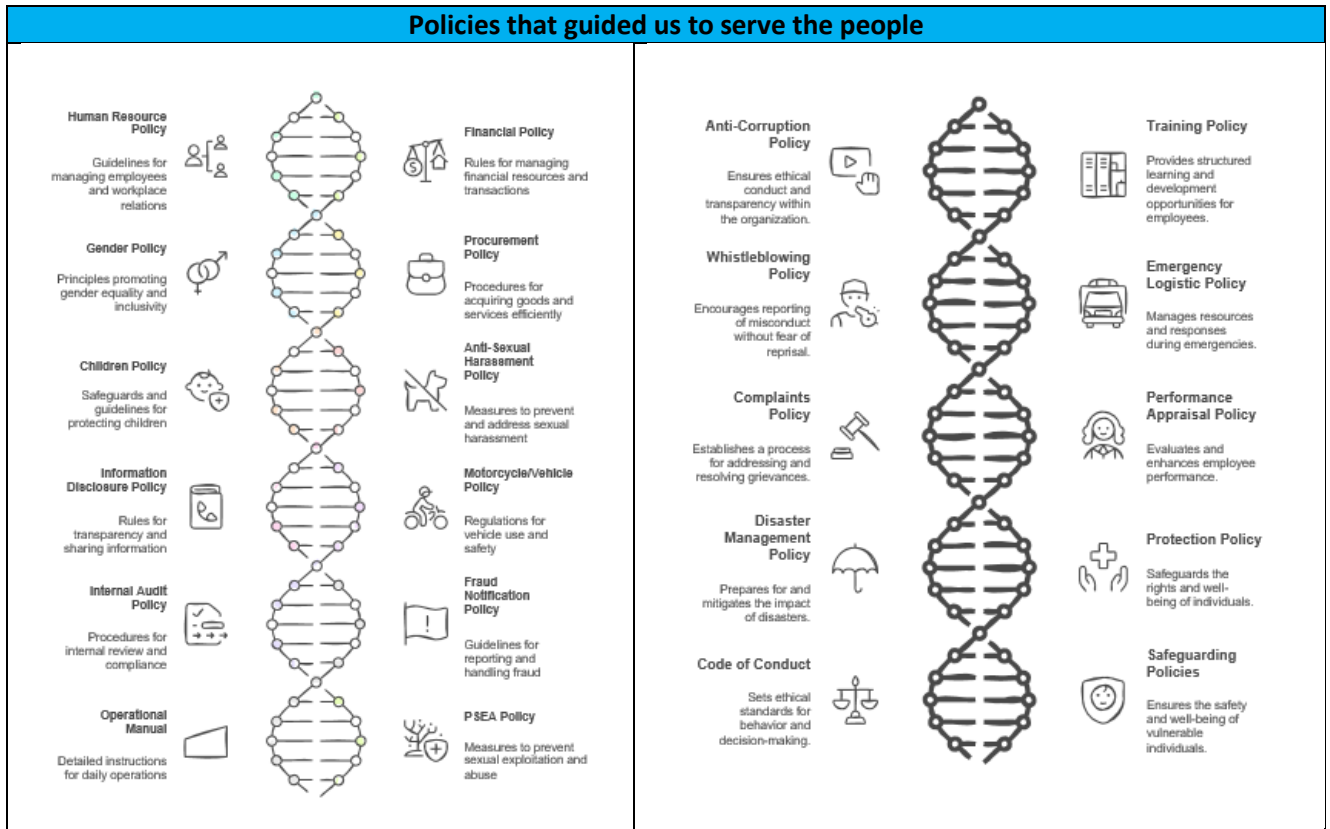 Policies that guided us to serve the people
Human Resource
Policy
Guidelines for
managing employees
and workplace
relations
Financial Policy
Rules for managing
financial resources and
transactions
Gender Policy
Principles promoting
gender equality and
inclusivity
Procurement
Policy
Procedures for
acquiring goods and
services efficiently
Children Policy
Safeguards and
guidelines for
protecting children
Anti-Sexual
Harassment
Policy
Measures to prevent
and address sexual
harassment
Information
Disclosure Policy
Rules for
transparency and
sharing information
Motorcycle/Vehicle
Policy
Regulations for
vehicle use and
safety
Internal Audit
Policy
Procedures for
internal review and
compliance
Fraud
Notification
Policy
Guidelines for
reporting and
handling fraud
Operational
Manual
Detailed instructions
for daily operations
PSEA Policy
Measures to prevent
sexual exploitation and
abuse
Anti-Corruption
Policy
Ensures ethical
conduct and
transparency within
the organization.
Training Policy
Provides structured
learning and
development
opportunities for
employees.
Whistleblowing
Policy
Encourages reporting
of misconduct
without fear of
reprisal.
Emergency
Logistic Policy
Manages resources
and responses
during emergencies.
Complaints
Policy
Establishes a process
for addressing and
resolving grievances.
Performance
Appraisal Policy
Evaluates and
enhances employee
performance.
Disaster
Management
Policy
Prepares for and
mitigates the impact
of disasters.
Protection Policy
Safeguards the
rights and well-
being of individuals.
Code of Conduct
Sets ethical
standards for
behavior and
decision-making.
Safeguarding
Policies
Ensures the safety
and well-being of
vulnerable
individuals.